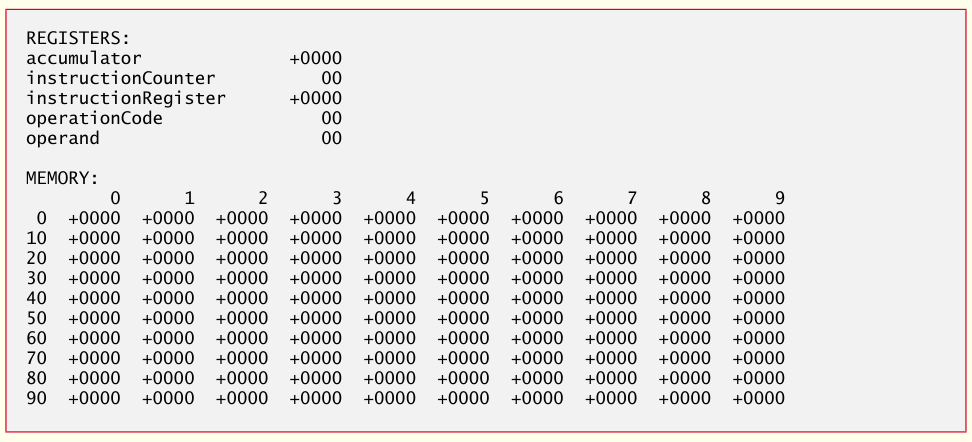 REGISTERS:
accumulator +0000
instructionCounter 00
instructionRegister +0000
operationCode 00
operand 00
MEMORY:
0 1 2 3 4 5 6 7 8 9
0 +0000 +0000 +0000 +0000 +0000 +0000 +0000 +0000 +0000 +0000
10 +0000 +0000 +0000 +0000 +0000 +0000 +0000 +0000 +0000 +0000
20 +0000 +0000 +0000 +0000 +0000 +0000 +0000 +0000 +0000 +0000
30 +0000 +0000 +0000 +0000 +0000 +0000 +0000 +0000 +0000 +0000
40 +0000 +0000 +0000 +0000 +0000 +0000 +0000 +0000 +0000 +0000
50 +0000 +0000 +0000 +0000 +0000 +0000 +0000 +0000 +0000 +0000
60 +0000 +0000 +0000 +0000 +0000 +0000 +0000 +0000 +0000 +0000
70 +0000 +0000 +0000 +0000 +0000 +0000 +0000 +0000 +0000 +0000
80 +0000 +0000 +0000 +0000 +0000 +0000 +0000 +0000 +0000 +0000
90 +0000 +0000 +0000 +0000 +0000 +0000 +0000 +0000 +0000 +0000